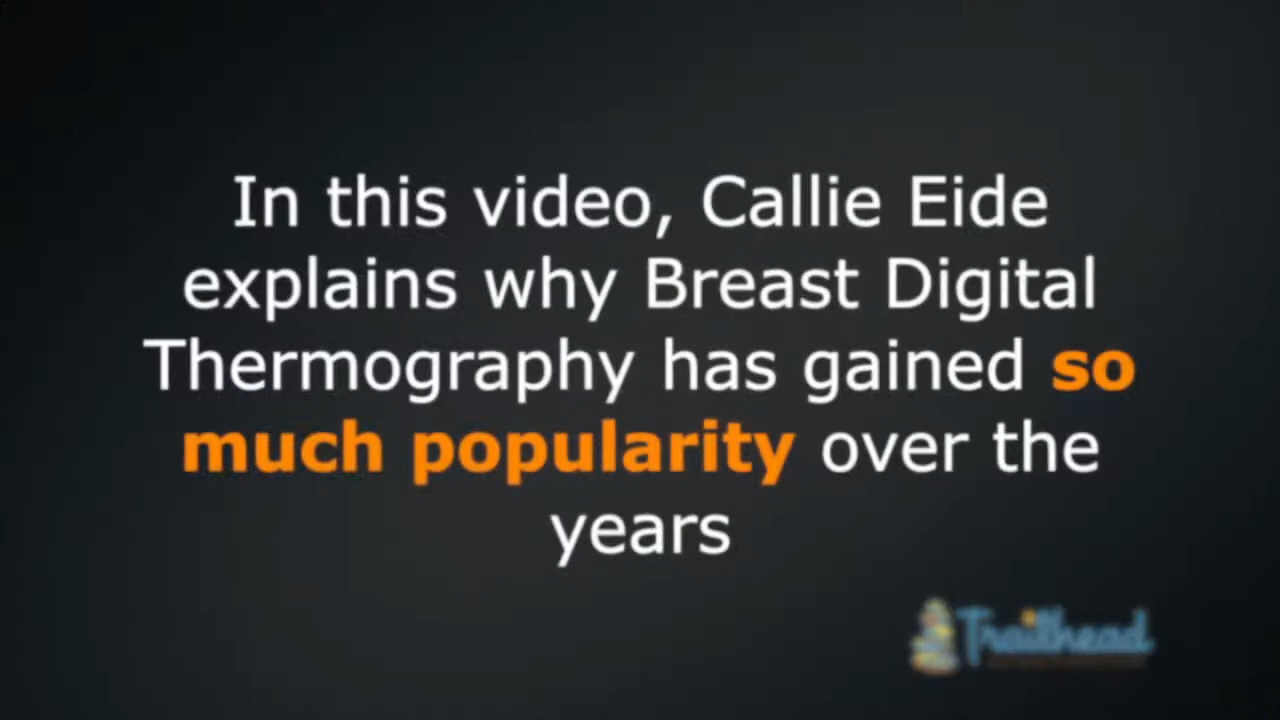 In this video, Callie Eide
explains why Breast Digital
Thermography has gained so
much popularity over the
years
Trailhead